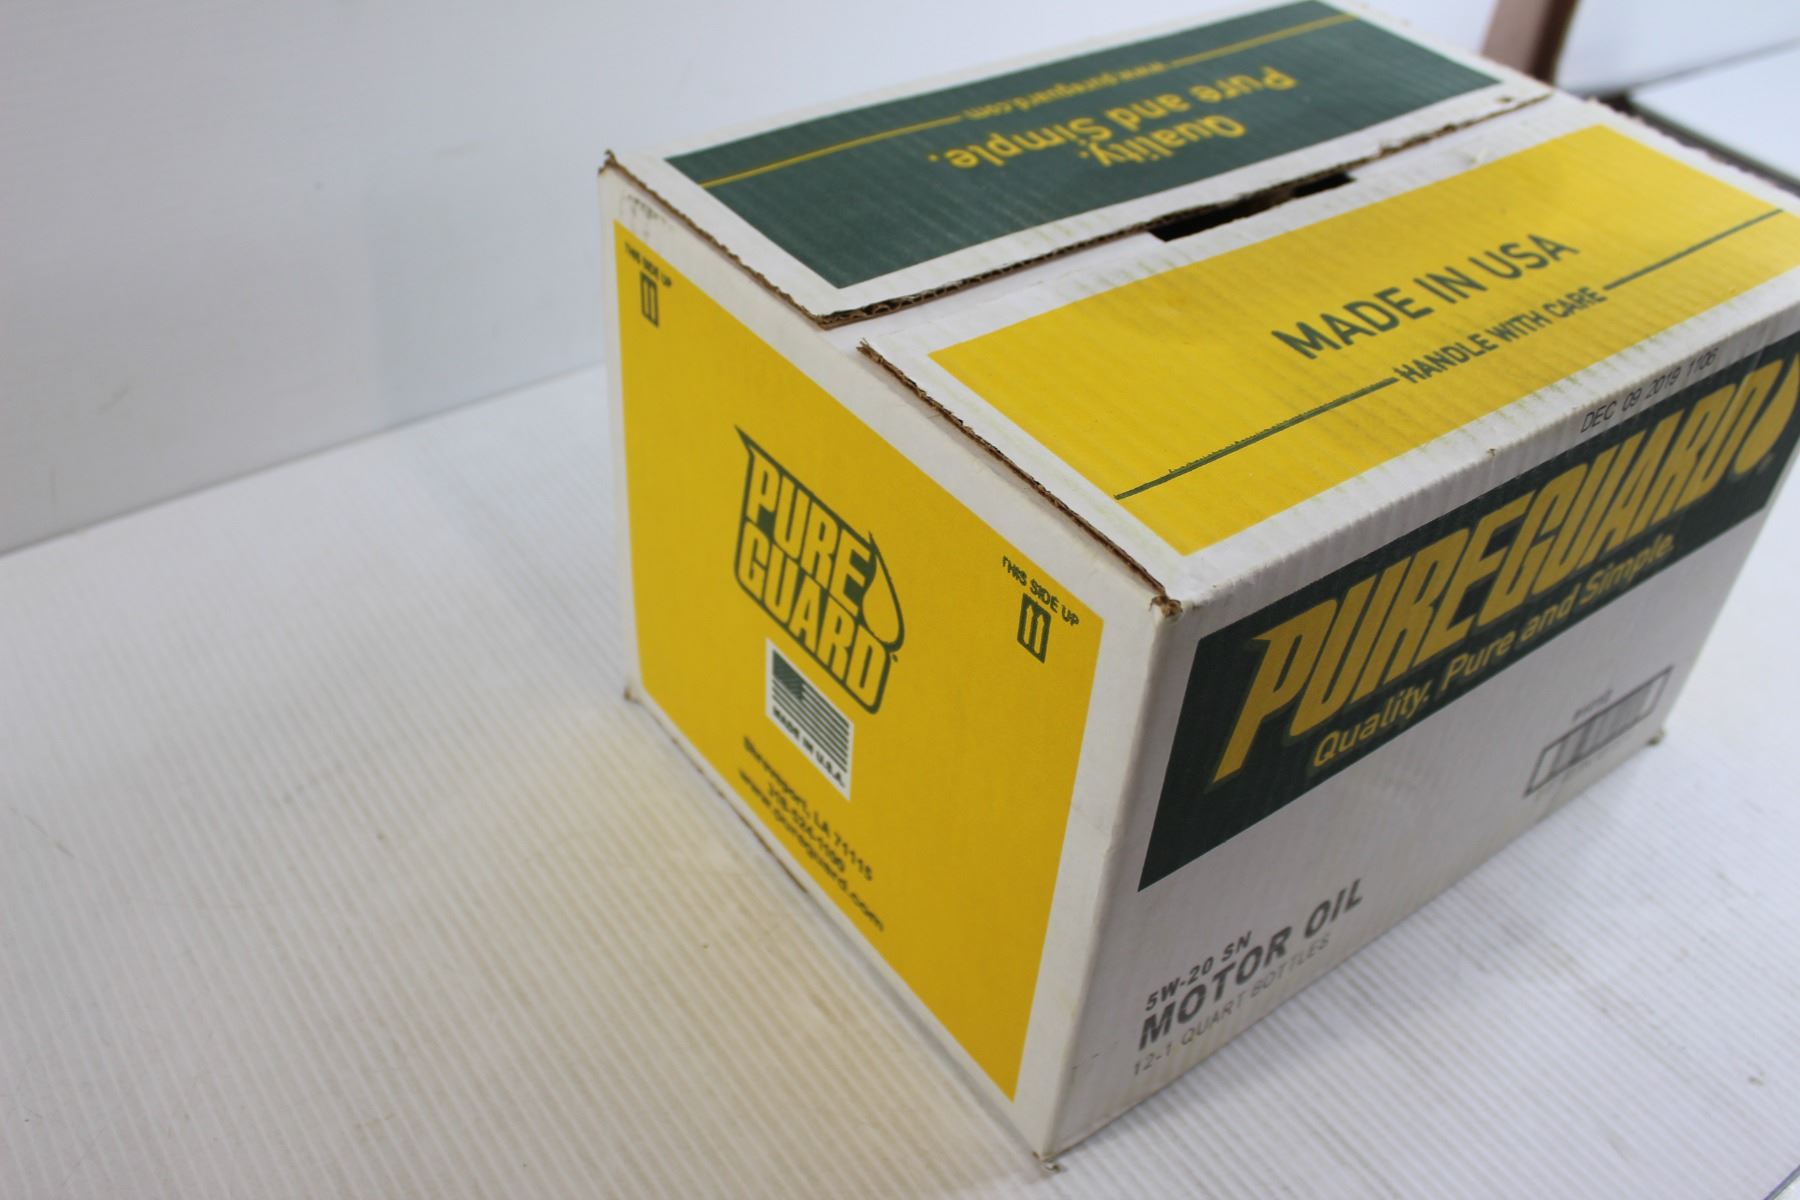 www.pureguard.com
Quality.
Pure and Simple.
MADE IN USA
HANDLE WITH CARE
DEC 09 2019 1106
THIS SIDE UP
THIS SIDE UP
PURE
GUARD
MADE IN U.S.A.
Shreveport, LA 71115
www.pureguard.com
PUREGUARD
Quality. Pure and Simple.
5W-20 SN
MOTOR OIL
12-1 QUART BOTTLES